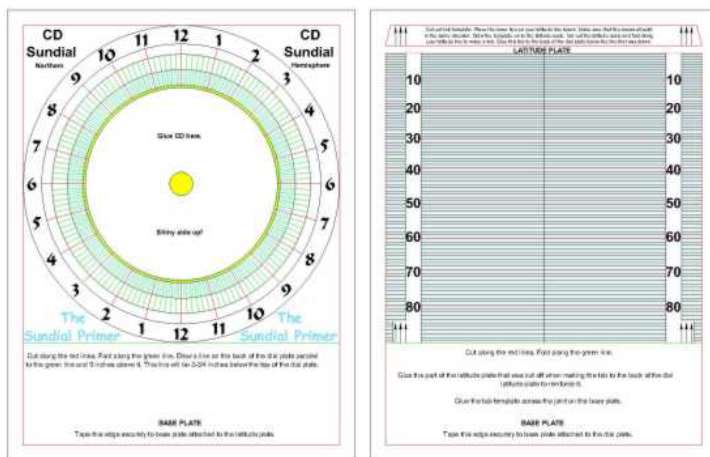 CD
Sundial
Northern
CD
Sundial
Hemisphere
12
11
1
10
2
9
3
8
4
7
5
6
6
5
7
4
8
3
9
2
10
1
11
12
Glue CD here.
Shiny side up!
The
Sundial Primer
The
Sundial Primer
Cut along the red lines. Fold along the green line. Draw a line on the back of the dial plate parallel
to the green line and 5 inches above it. This line will be 3-3/4 inches below the top of the dial plate.
BASE PLATE
Tape this edge securely to base plate attached to the latitude plate.
LATITUDE PLATE
10
10
20
20
30
30
40
40
50
50
60
60
70
70
80
80
Cut along the red lines. Fold along the green line.
Glue the part of the latitude plate that was cut off when making the tab to the back of the dial
latitude plate to reinforce it.
Glue the tab template across the joint on the base plate.
BASE PLATE
Tape this edge securely to base plate attached to the dial plate.